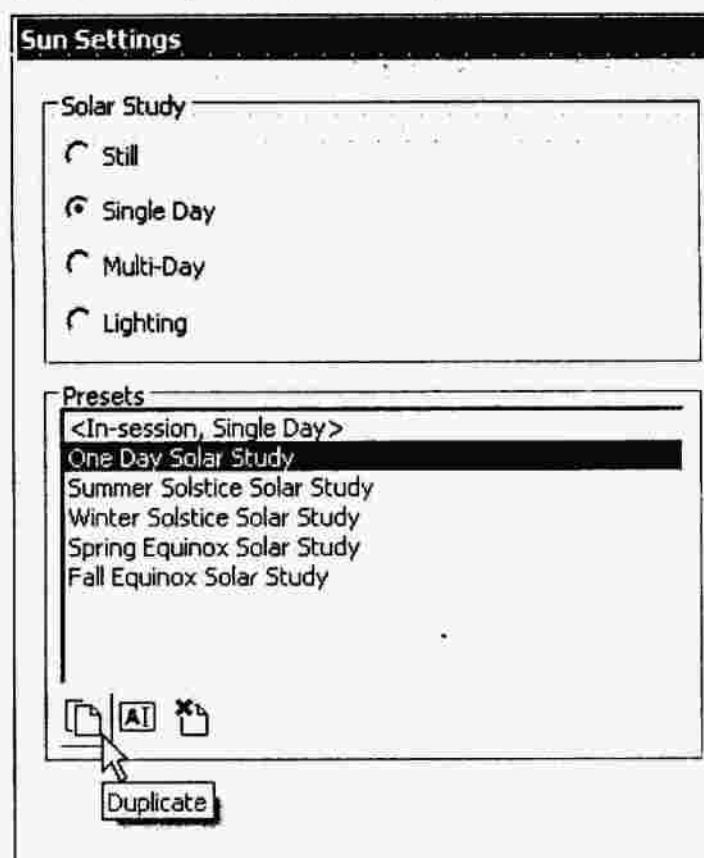 Sun Settings
Solar Study
Still
Single Day
Multi-Day
Lighting
Presets
<In-session, Single Day>
One Day Solar Study
Summer Solstice Solar Study
Winter Solstice Solar Study
Spring Equinox Solar Study
Fall Equinox Solar Study
AI
Duplicate